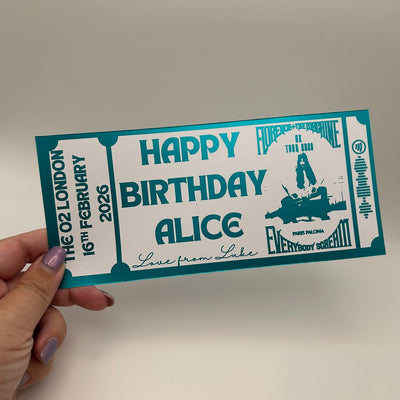 THE O2 LONDON
16TH FEBRUARY
2026
HAPPY
BIRTHDAY
ALICE
Love from Luke
FLORENCE + THE MACHINE
UK
TOUR 2026
PARIS PALOMA
EVERYBODY SCREAM